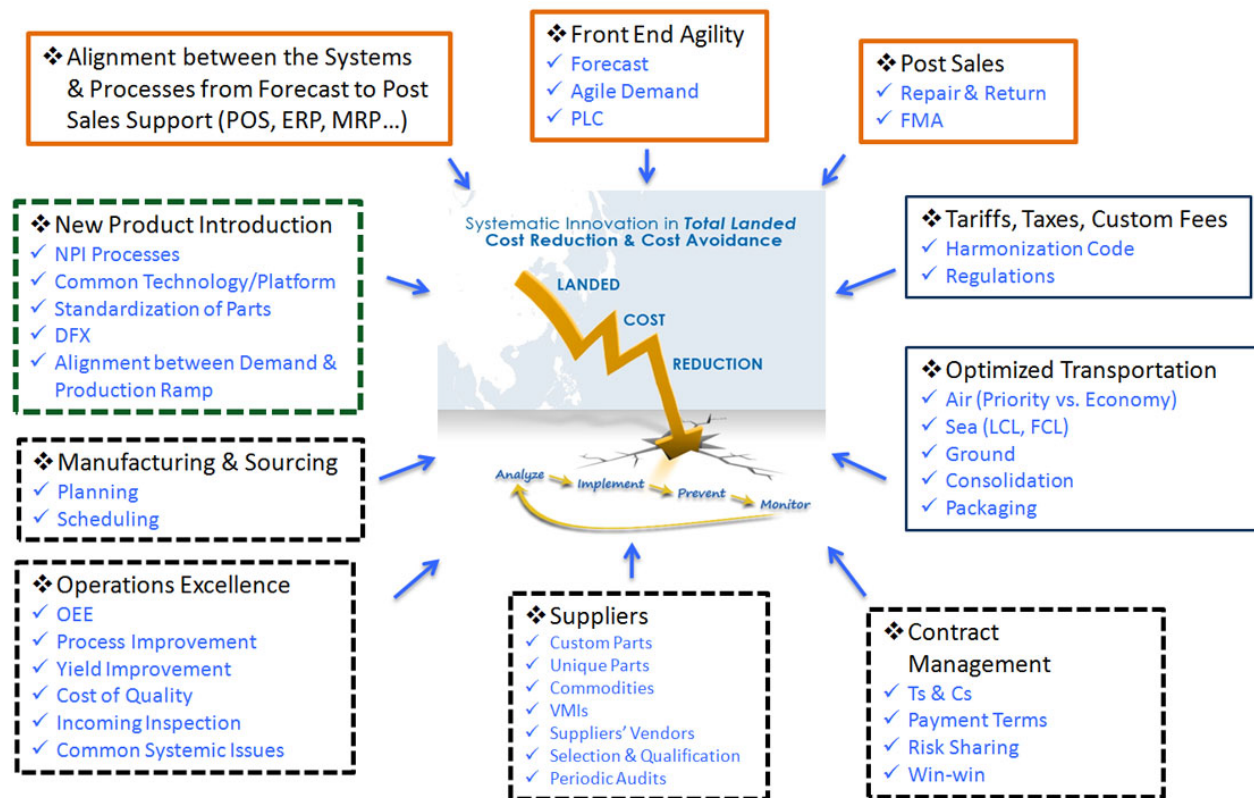 ❖ Alignment between the Systems
& Processes from Forecast to Post
Sales Support (POS, ERP, MRP...)
❖ Front End Agility
✓ Forecast
✓ Agile Demand
✓ PLC
❖ Post Sales
✓ Repair & Return
✓ FMA
❖ New Product Introduction
✓ NPI Processes
✓ Common Technology/Platform
✓ Standardization of Parts
✓ DFX
✓ Alignment between Demand &
Production Ramp
Systematic Innovation in Total Landed
Cost Reduction & Cost Avoidance
LANDED
COST
REDUCTION
Analyze
Implement
Prevent
Monitor
❖ Tariffs, Taxes, Custom Fees
✓ Harmonization Code
✓ Regulations
❖ Manufacturing & Sourcing
✓ Planning
✓ Scheduling
❖ Optimized Transportation
✓ Air (Priority vs. Economy)
✓ Sea (LCL, FCL)
✓ Ground
✓ Consolidation
✓ Packaging
❖ Operations Excellence
✓ OEE
✓ Process Improvement
✓ Yield Improvement
✓ Cost of Quality
✓ Incoming Inspection
✓ Common Systemic Issues
❖ Suppliers
✓ Custom Parts
✓ Unique Parts
✓ Commodities
✓ VMIs
✓ Suppliers' Vendors
✓ Selection & Qualification
✓ Periodic Audits
❖ Contract
Management
✓ Ts & Cs
✓ Payment Terms
✓ Risk Sharing
✓ Win-win